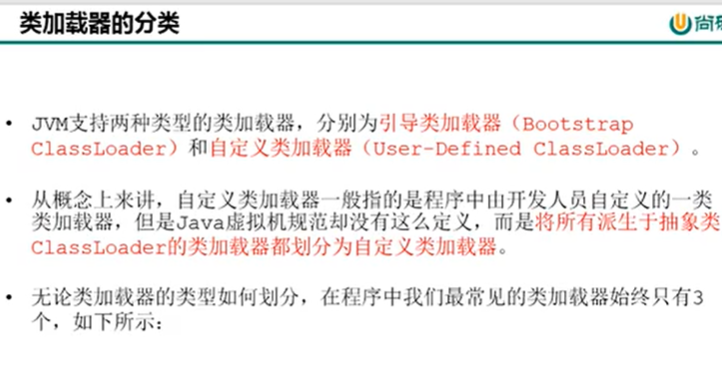 类加载器的分类
尚
• JVM支持两种类型的类加载器，分别为引导类加载器（Bootstrap
ClassLoader）和自定义类加载器（User-Defined ClassLoader）。
• 从概念上来讲，自定义类加载器一般指的是程序中由开发人员自定义的一类
类加载器，但是Java虚拟机规范却没有这么定义，而是将所有派生于抽象类
ClassLoader的类加载器都划分为自定义类加载器。
• 无论类加载器的类型如何划分，在程序中我们最常见的类加载器始终只有3
个，如下所示：